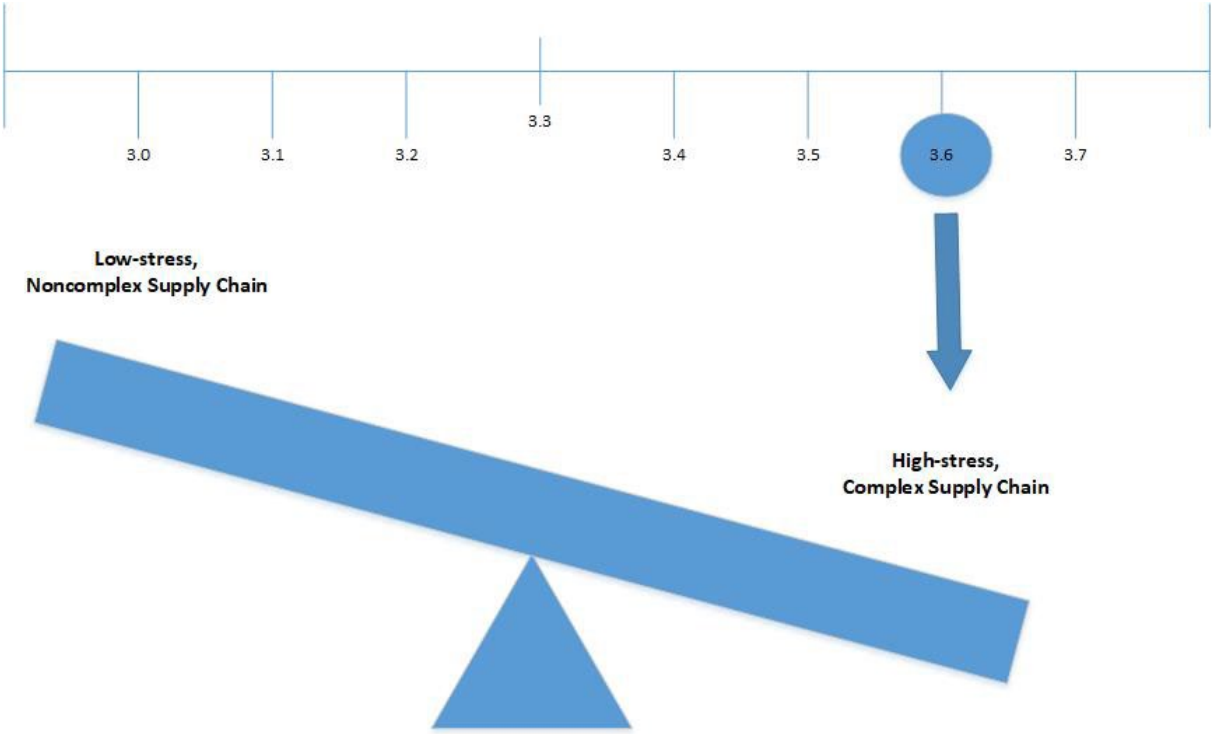 3.3
3.0 3.1 3.2 3.4 3.5 3.6 3.7
Low-stress,
Noncomplex Supply Chain
High-stress,
Complex Supply Chain